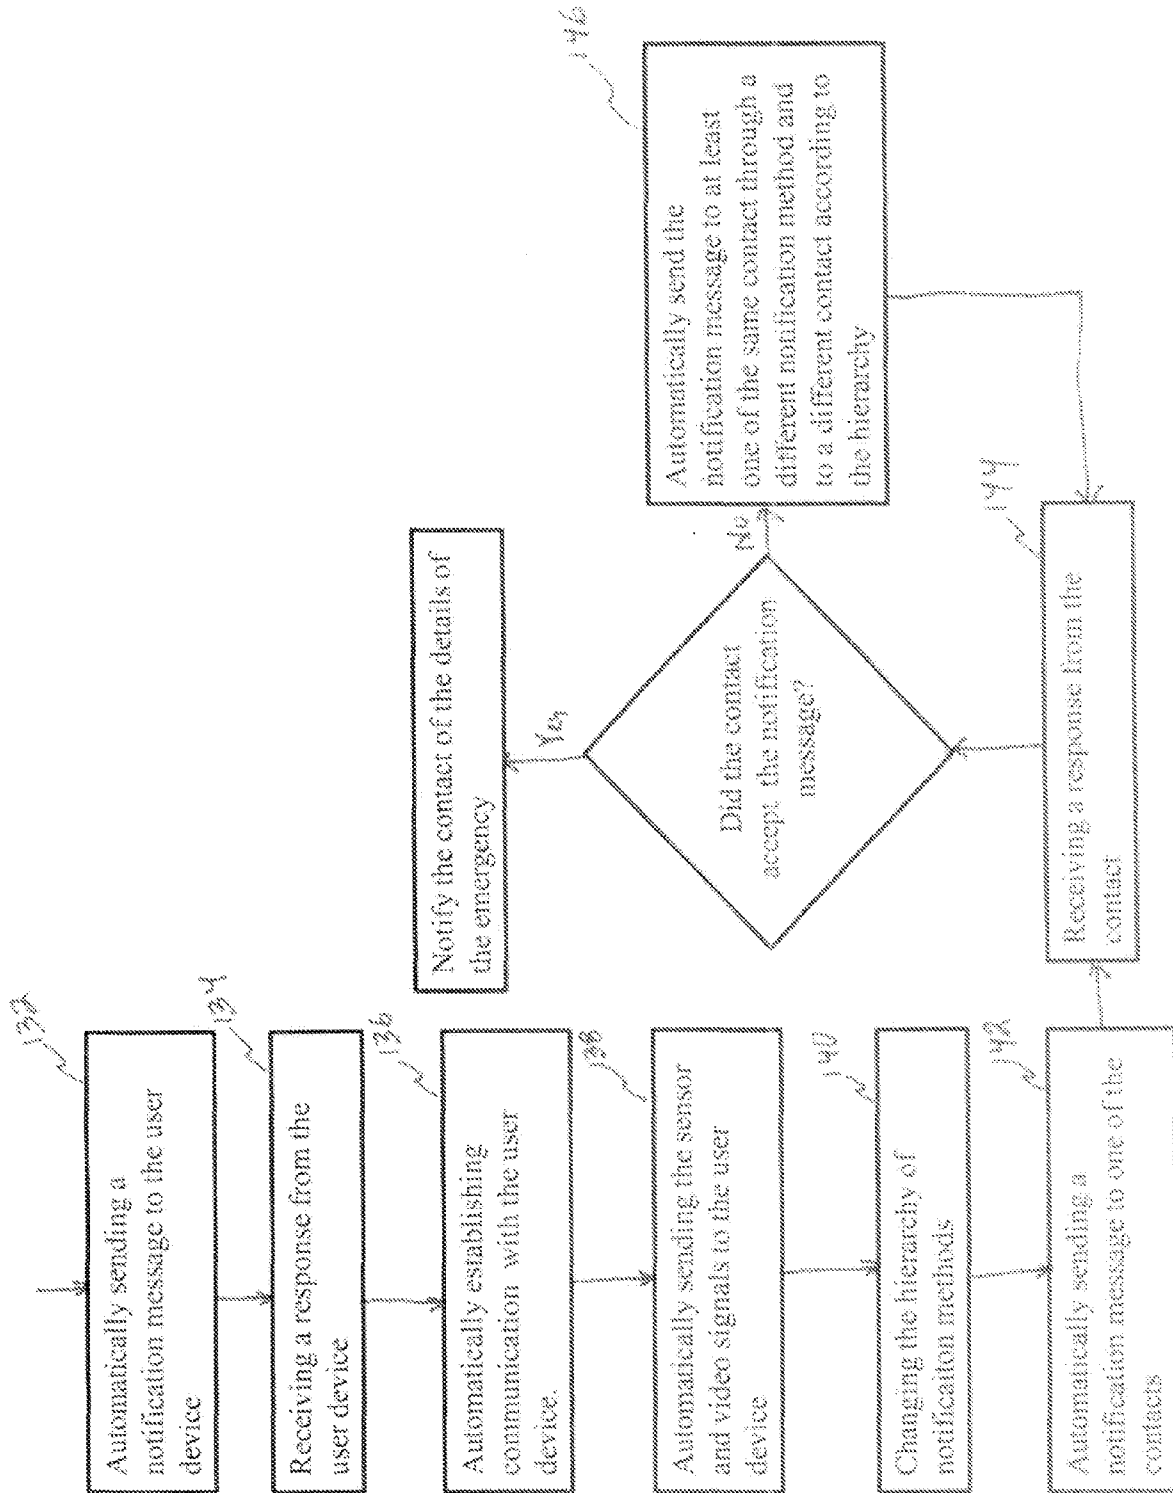 132
Automatically sending a
notification message to the user
device
134
Receiving a response from the
user device
136
Automatically establishing
communication with the user
device.
138
Automatically sending the sensor
and video signals to the user
device
140
Changing the hierarchy of
notificaiton methods
142
Automatically sending a
notification message to one of the
contacts
144
Receiving a response from the
contact
Did the contact
accept the notification
message?
Yes
Notify the contact of the details of
the emergency
No
146
Automatically send the
notification message to at least
one of the same contact through a
different notification method and
to a different contact according to
the hierarchy